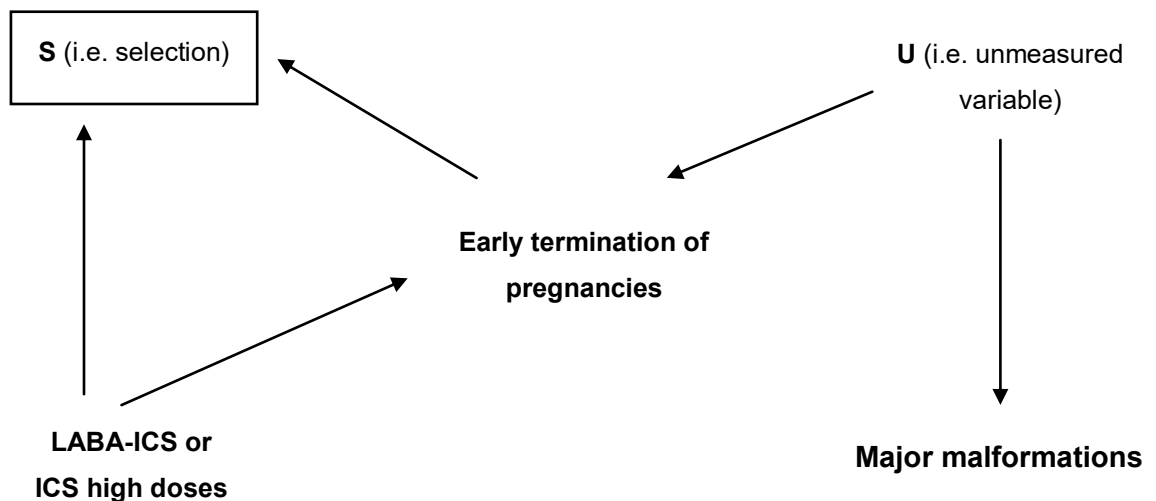 S (i.e. selection)
U (i.e. unmeasured
variable)
Early termination of
pregnancies
LABA-ICS or
ICS high doses
Major malformations